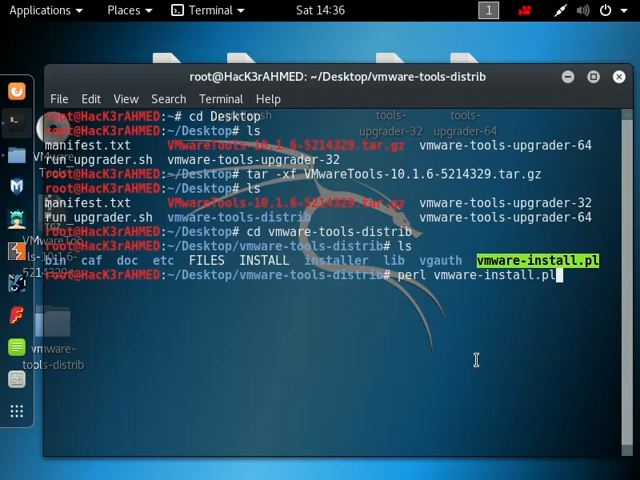 Applications Places Terminal Sat 14:36 1
root@HacK3rAHMED: ~/Desktop/vmware-tools-distrib
File Edit View Search Terminal Help
root@HacK3rAHMED:~# cd Desktop
root@HacK3rAHMED:~/Desktop# ls
manifest.txt VMwareTools-10.1.6-5214329.tar.gz vmware-tools-upgrader-64
run_upgrader.sh vmware-tools-upgrader-32
root@HacK3rAHMED:~/Desktop# tar -xf VMwareTools-10.1.6-5214329.tar.gz
root@HacK3rAHMED:~/Desktop# ls
manifest.txt VMwareTools-10.1.6-5214329.tar.gz vmware-tools-upgrader-32
run_upgrader.sh vmware-tools-distrib vmware-tools-upgrader-64
root@HacK3rAHMED:~/Desktop# cd vmware-tools-distrib
root@HacK3rAHMED:~/Desktop/vmware-tools-distrib# ls
bin caf doc etc FILES INSTALL installer lib vgauth vmware-install.pl
root@HacK3rAHMED:~/Desktop/vmware-tools-distrib# perl vmware-install.pl
tools-
upgrader-32
tools-
upgrader-64
vmware-
tools-distrib